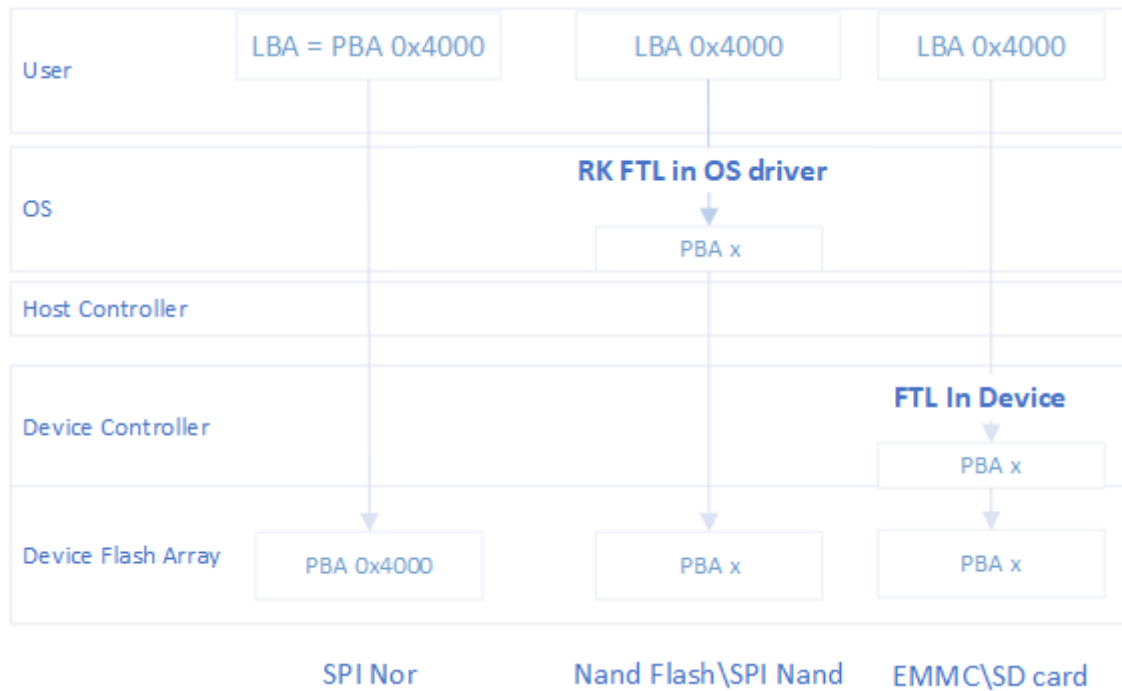 User
LBA = PBA 0x4000
LBA 0x4000
LBA 0x4000
OS
RK FTL in OS driver
PBA x
Host Controller
Device Controller
FTL In Device
PBA x
Device Flash Array
PBA 0x4000
PBA x
PBA x
SPI Nor
Nand Flash\SPI Nand
EMMC\SD card